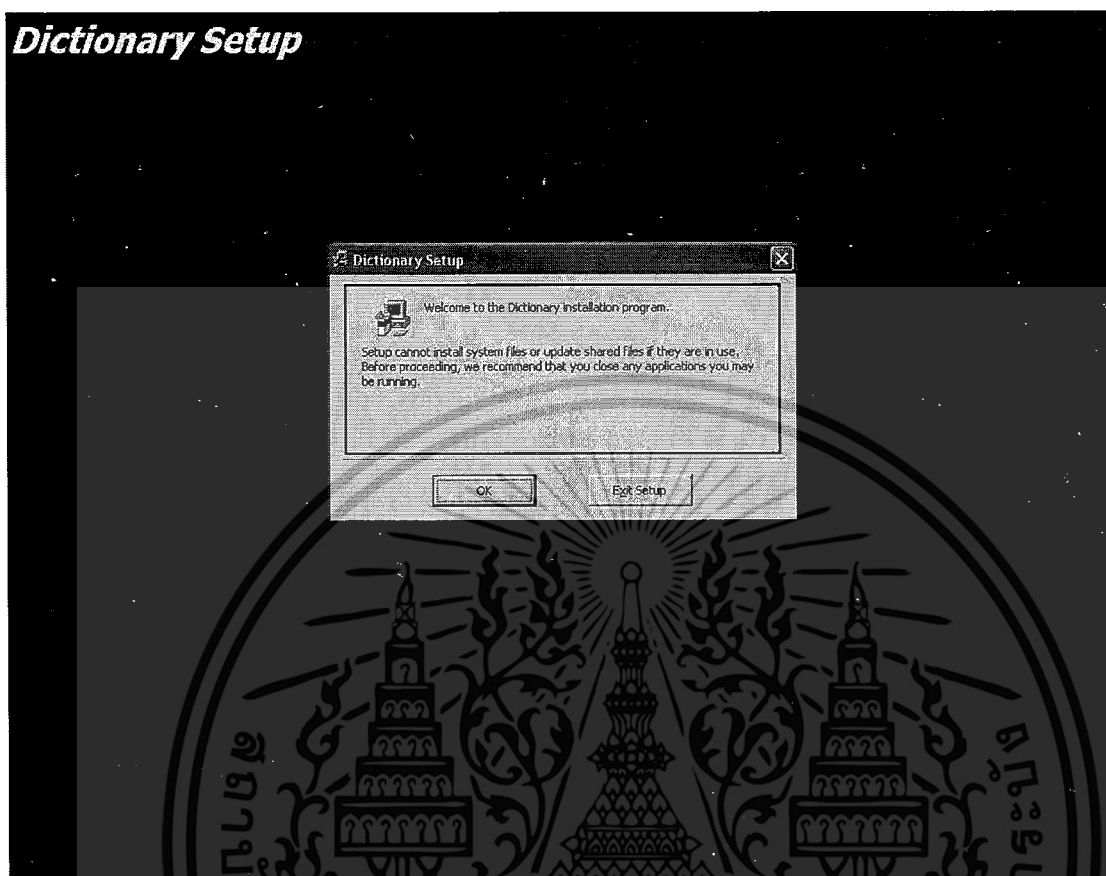 Dictionary Setup
Dictionary Setup
Welcome to the Dictionary installation program.
Setup cannot install system files or update shared files if they are in use.
Before proceeding, we recommend that you close any applications you may
be running.
OK
Exit Setup